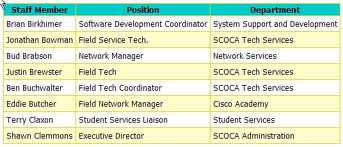 Staff Member Position Department
Brian Birkhimer Software Development Coordinator System Support and Development
Jonathan Bowman Field Service Tech. SCOCA Tech Services
Bud Brabson Network Manager Network Services
Justin Brewster Field Tech SCOCA Tech Services
Ben Buchwalter Field Tech Coordinator SCOCA Tech Services
Eddie Butcher Field Network Manager Cisco Academy
Terry Claxon Student Services Liaison Student Services
Shawn Clemmons Executive Director SCOCA Administration